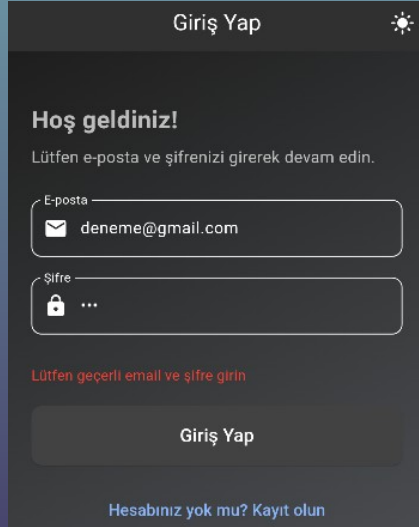 Giriş Yap
Hoş geldiniz!
Lütfen e-posta ve şifrenizi girerek devam edin.
E-posta
deneme@gmail.com
Şifre
•••
Lütfen geçerli email ve şifre girin
Giriş Yap
Hesabınız yok mu? Kayıt olun